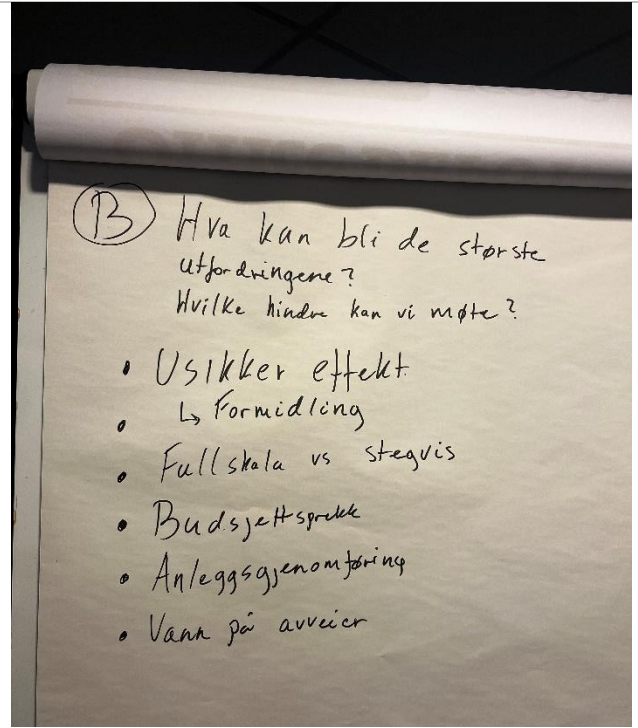 B Hva kan bli de største
utfordringene?
Hvilke hindre kan vi møte?
• Usikker effekt
• ↳ Formidling
• Fullskala vs stegvis
• Budsjettsprekk
• Anleggsgjenomføring
• Vann på avveier